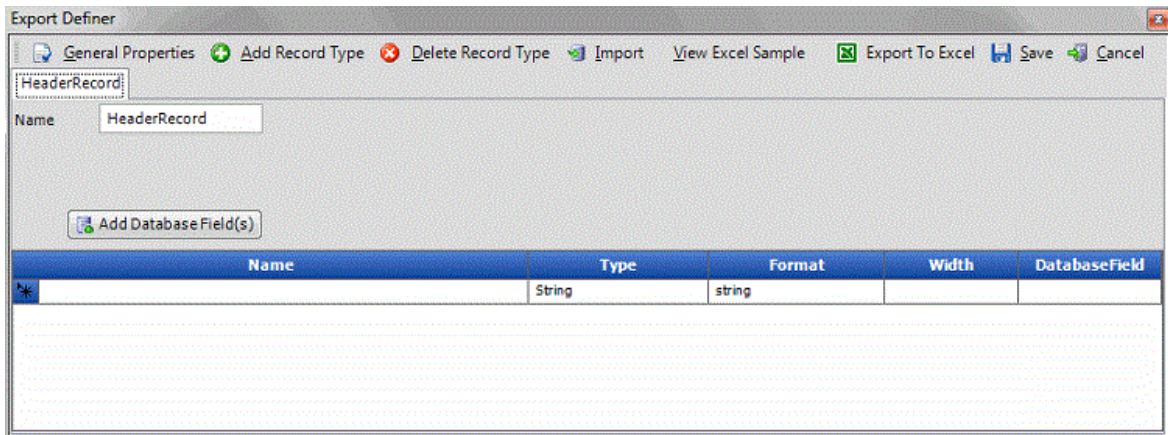 Export Definer
General Properties Add Record Type Delete Record Type Import View Excel Sample Export To Excel Save Cancel
HeaderRecord
Name HeaderRecord
Add Database Field(s)
Name Type Format Width DatabaseField
String string